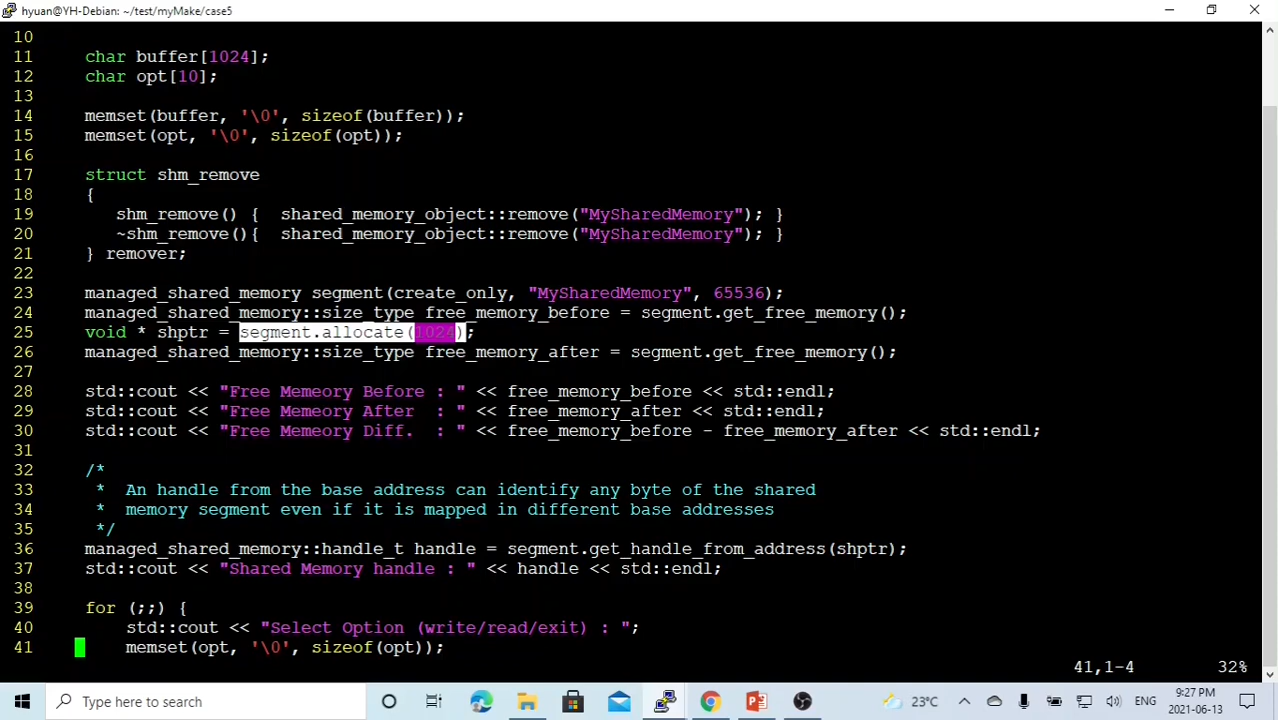 hyuan@YH-Debian: ~/test/myMake/case5
10
11 char buffer[1024];
12 char opt[10];
13
14 memset(buffer, '\0', sizeof(buffer));
15 memset(opt, '\0', sizeof(opt));
16
17 struct shm_remove
18 {
19 shm_remove() { shared_memory_object::remove("MySharedMemory"); }
20 ~shm_remove(){ shared_memory_object::remove("MySharedMemory"); }
21 } remover;
22
23 managed_shared_memory segment(create_only, "MySharedMemory", 65536);
24 managed_shared_memory::size_type free_memory_before = segment.get_free_memory();
25 void * shptr = segment.allocate(1024);
26 managed_shared_memory::size_type free_memory_after = segment.get_free_memory();
27
28 std::cout << "Free Memeory Before : " << free_memory_before << std::endl;
29 std::cout << "Free Memeory After  : " << free_memory_after << std::endl;
30 std::cout << "Free Memeory Diff.  : " << free_memory_before - free_memory_after << std::endl;
31
32 /*
33 * An handle from the base address can identify any byte of the shared
34 * memory segment even if it is mapped in different base addresses
35 */
36 managed_shared_memory::handle_t handle = segment.get_handle_from_address(shptr);
37 std::cout << "Shared Memory handle : " << handle << std::endl;
38
39 for (;;) {
40 std::cout << "Select Option (write/read/exit) : ";
41 memset(opt, '\0', sizeof(opt));
41,1-4 32%
Type here to search
23°C
ENG
9:27 PM
2021-06-13